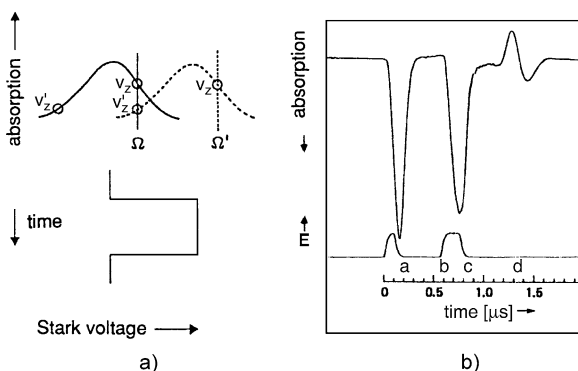 absorption
v'z
vz
v'z
vz
Ω
Ω'
time
Stark voltage
a)
absorption
E
a
b
c
d
0
0.5
1.0
1.5
time [μs]
b)